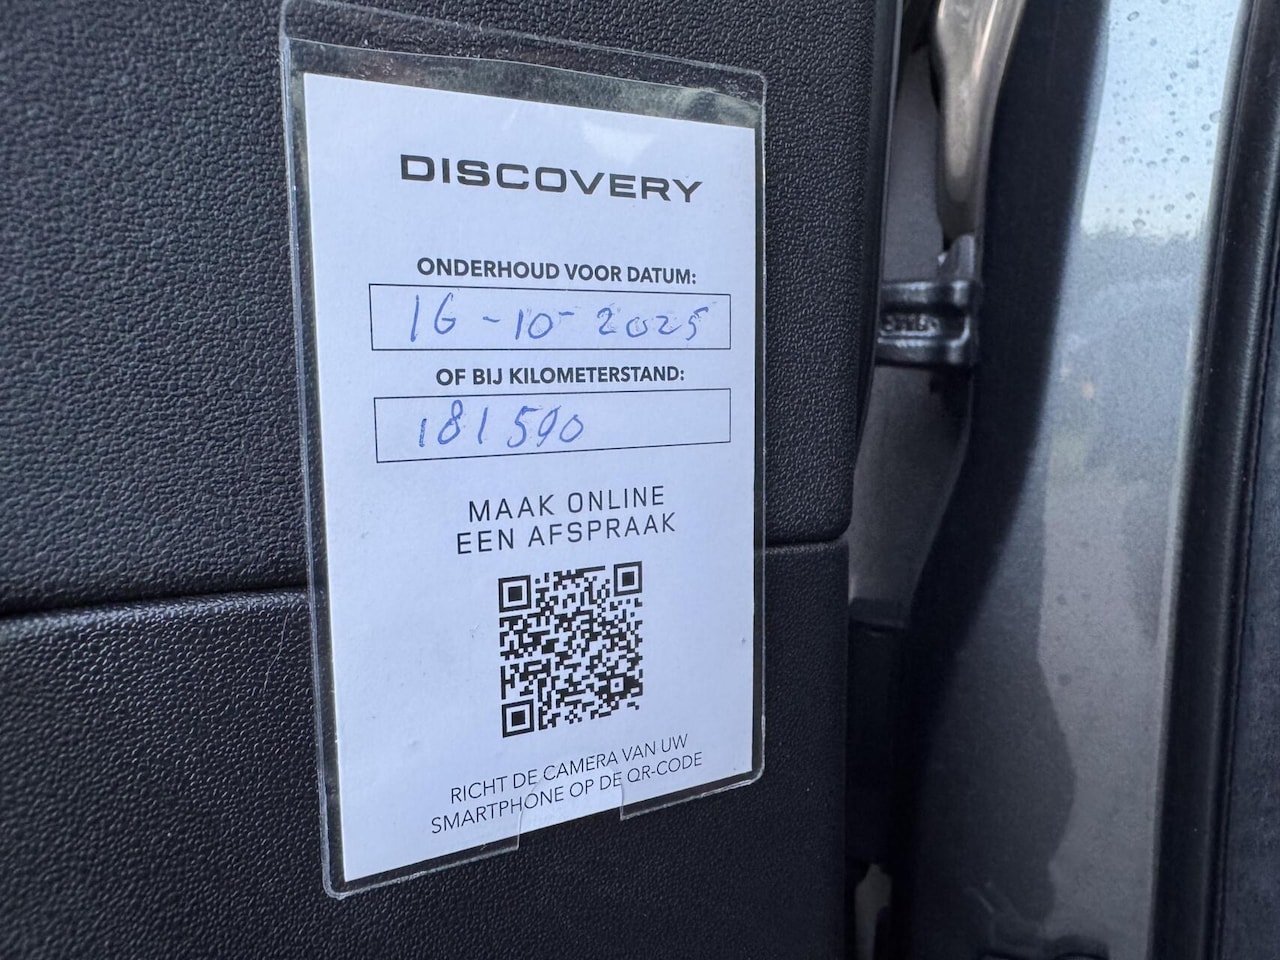 DISCOVERY
ONDERHOUD VOOR DATUM:
16-10-2025
OF BIJ KILOMETERSTAND:
181590
MAAK ONLINE
EEN AFSPRAAK
RICHT DE CAMERA VAN UW
SMARTPHONE OP DE QR-CODE